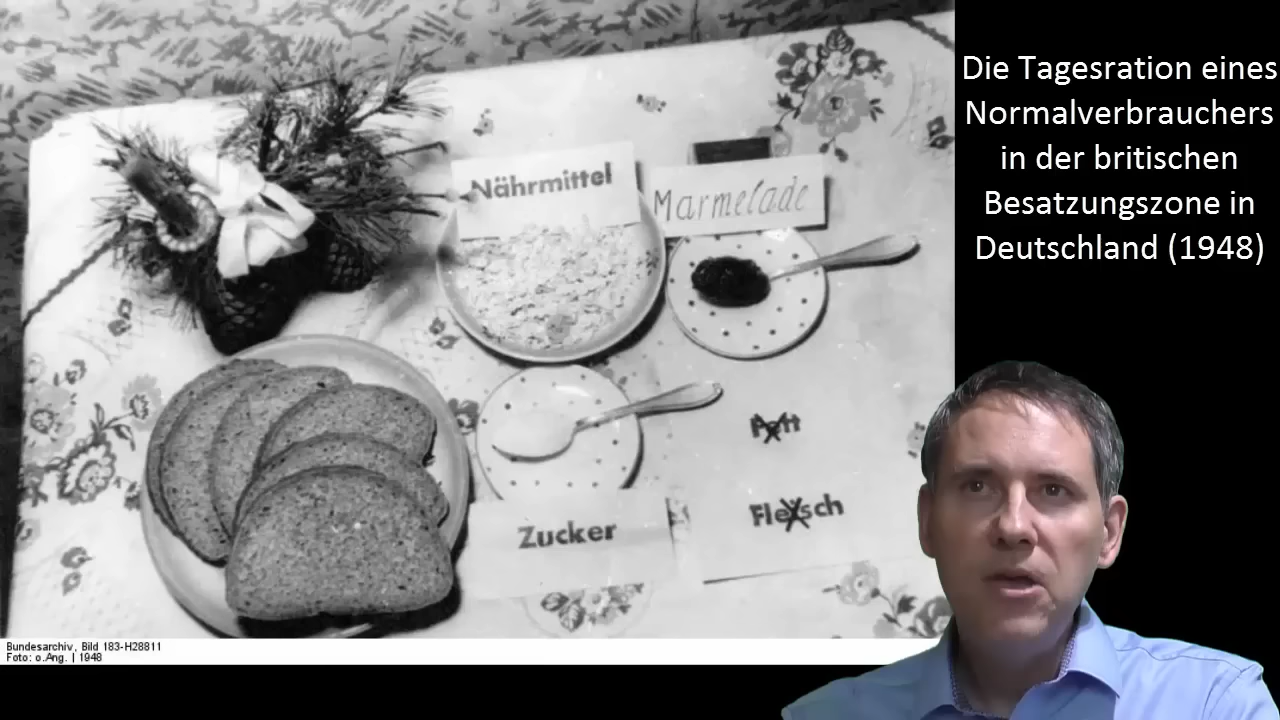 Die Tagesration eines
Normalverbrauchers
in der britischen
Besatzungszone in
Deutschland (1948)
Nährmittel
Marmelade
Fett
Fleisch
Zucker
Bundesarchiv, Bild 183-H28811
Foto: o.Ang. | 1948